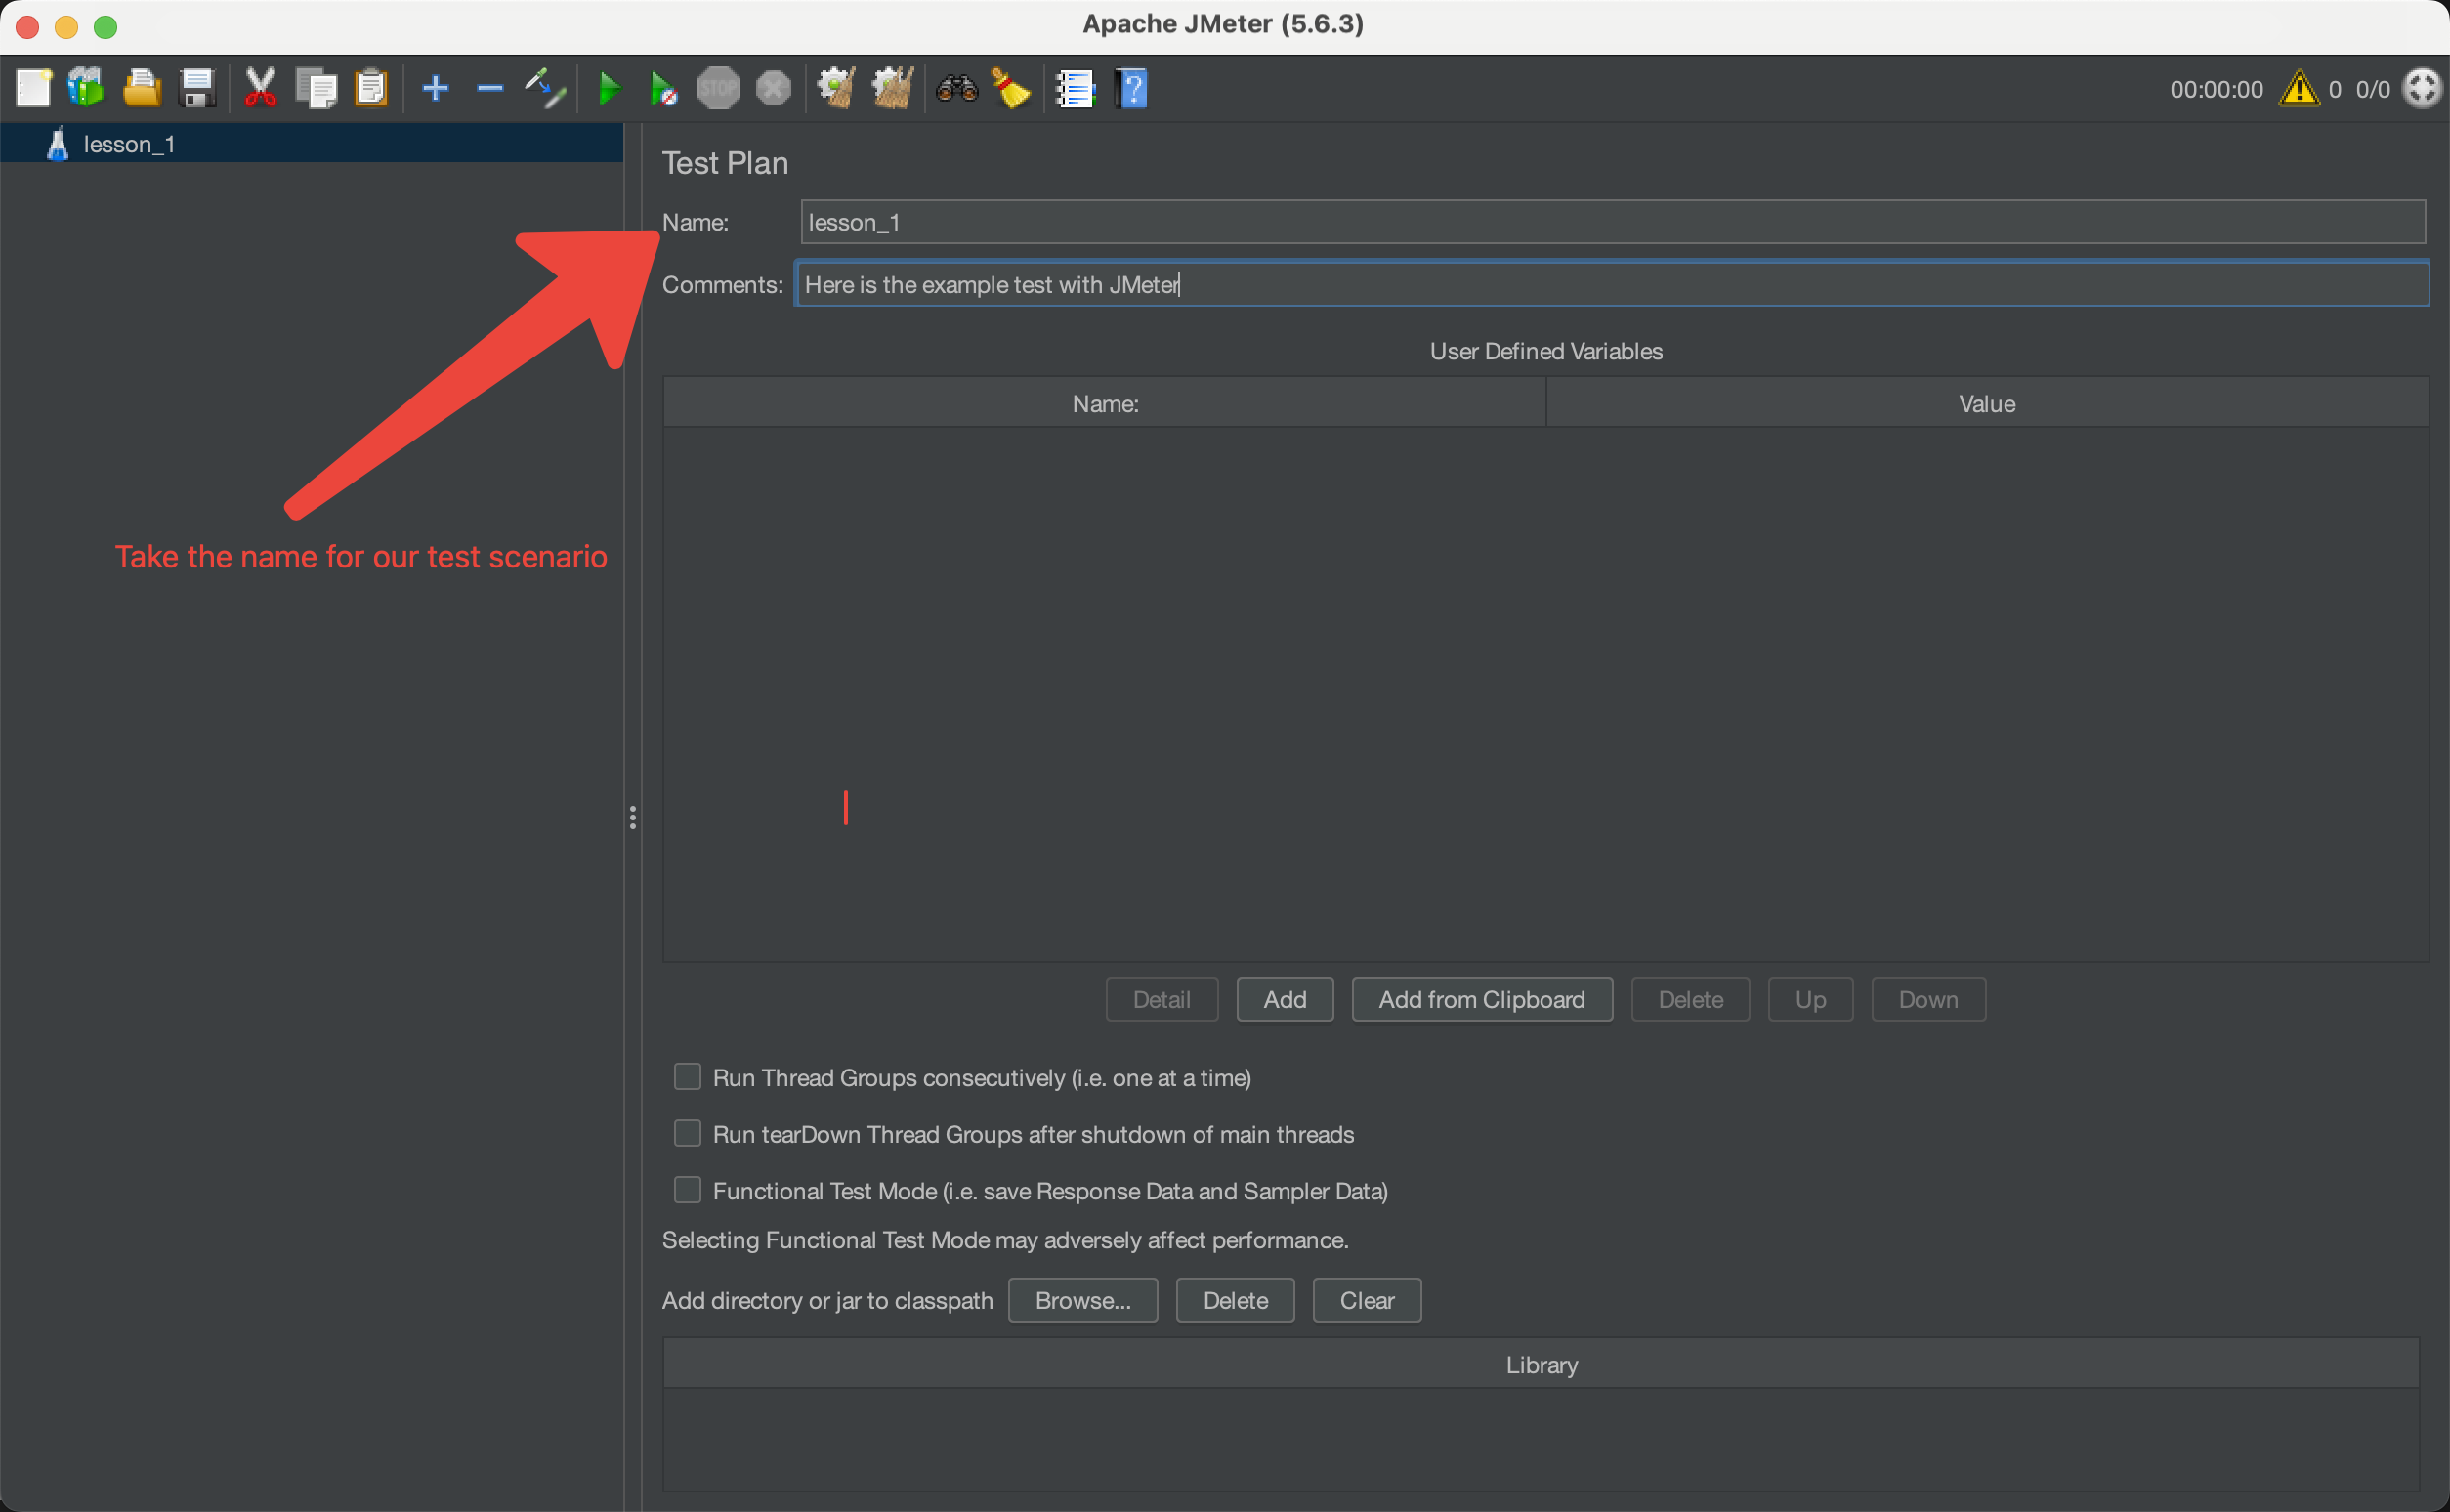 Apache JMeter (5.6.3)
STOP
?
00:00:00 ! 0 0/0
lesson_1
Test Plan
Name: lesson_1
Comments: Here is the example test with JMeter
Take the name for our test scenario
User Defined Variables
Name: Value
Detail Add Add from Clipboard Delete Up Down
Run Thread Groups consecutively (i.e. one at a time)
Run tearDown Thread Groups after shutdown of main threads
Functional Test Mode (i.e. save Response Data and Sampler Data)
Selecting Functional Test Mode may adversely affect performance.
Add directory or jar to classpath Browse... Delete Clear
Library